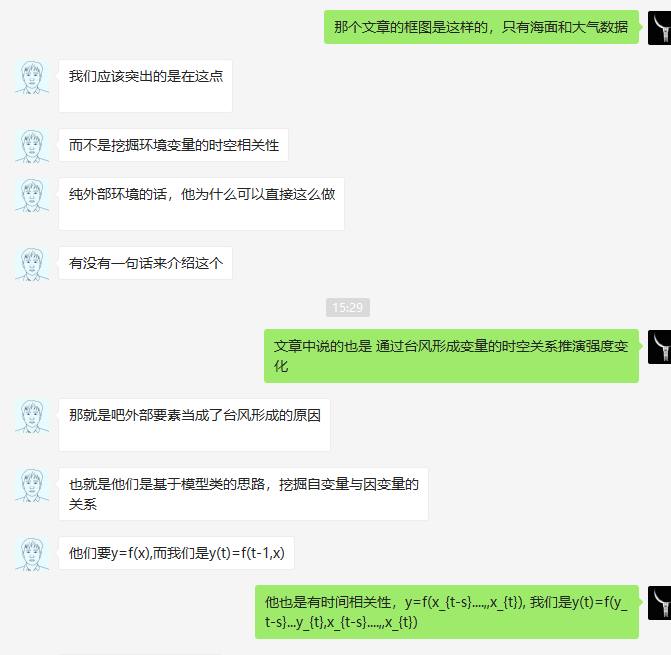 那个文章的框图是这样的，只有海面和大气数据
我们应该突出的是在这点
而不是挖掘环境变量的时空相关性
纯外部环境的话，他为什么可以直接这么做
有没有一句话来介绍这个
15:29
文章中说的也是 通过台风形成变量的时空关系推演强度变
化
那就是吧外部要素当成了台风形成的原因
也就是他们是基于模型类的思路，挖掘自变量与因变量的
关系
他们要y=f(x),而我们是y(t)=f(t-1,x)
他也是有时间相关性，y=f(x_{t-s}....,,x_{t}), 我们是y(t)=f(y_
t-s}...y_{t},x_{t-s}....,,x_{t})